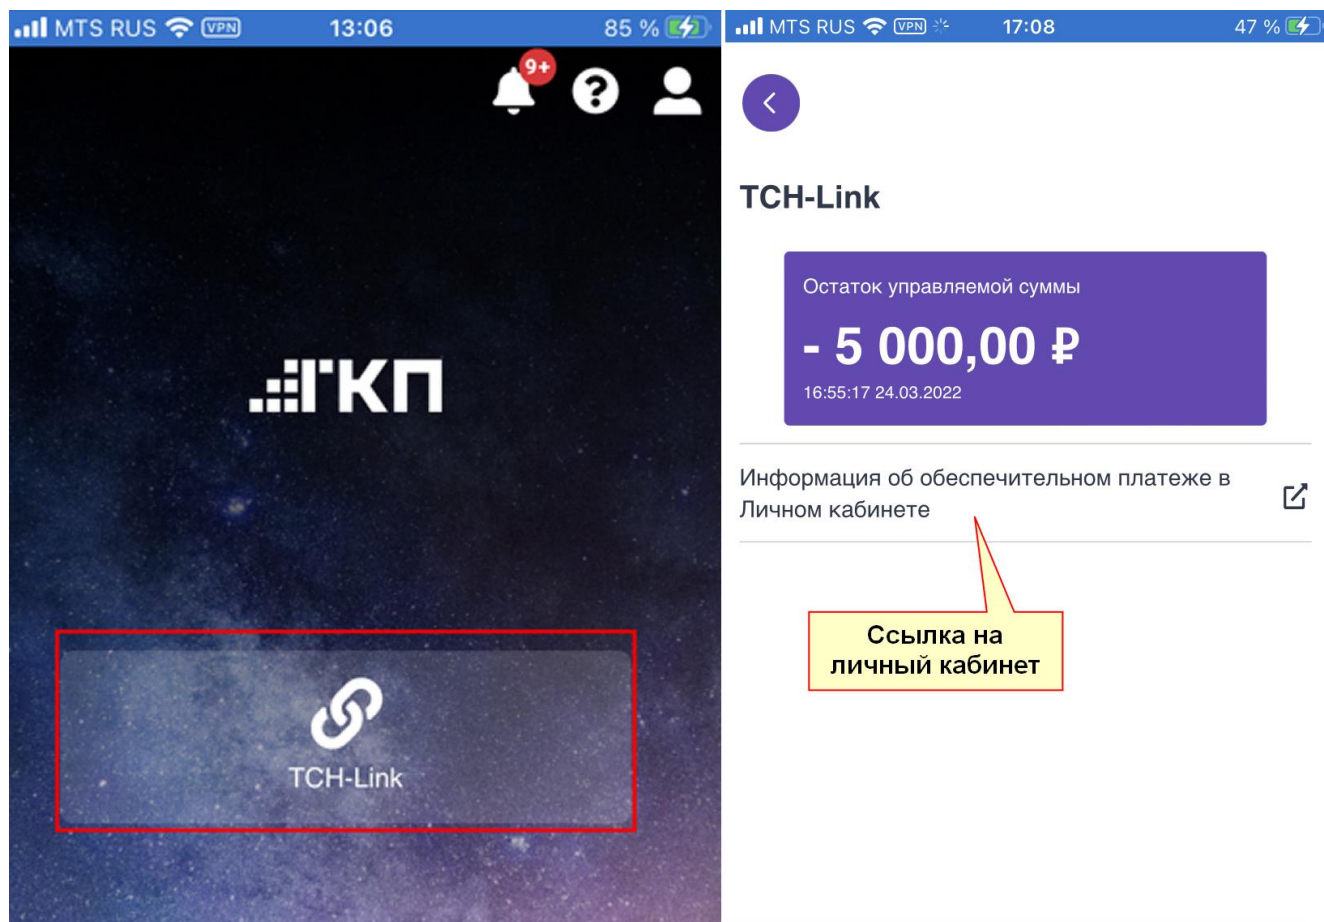 MTS RUS VPN 13:06 85 %
9+
?
ГКП
TCH-Link
MTS RUS VPN 17:08 47 %
TCH-Link
Остаток управляемой суммы
- 5 000,00 ₽
16:55:17 24.03.2022
Информация об обеспечительном платеже в
Личном кабинете
Ссылка на
личный кабинет